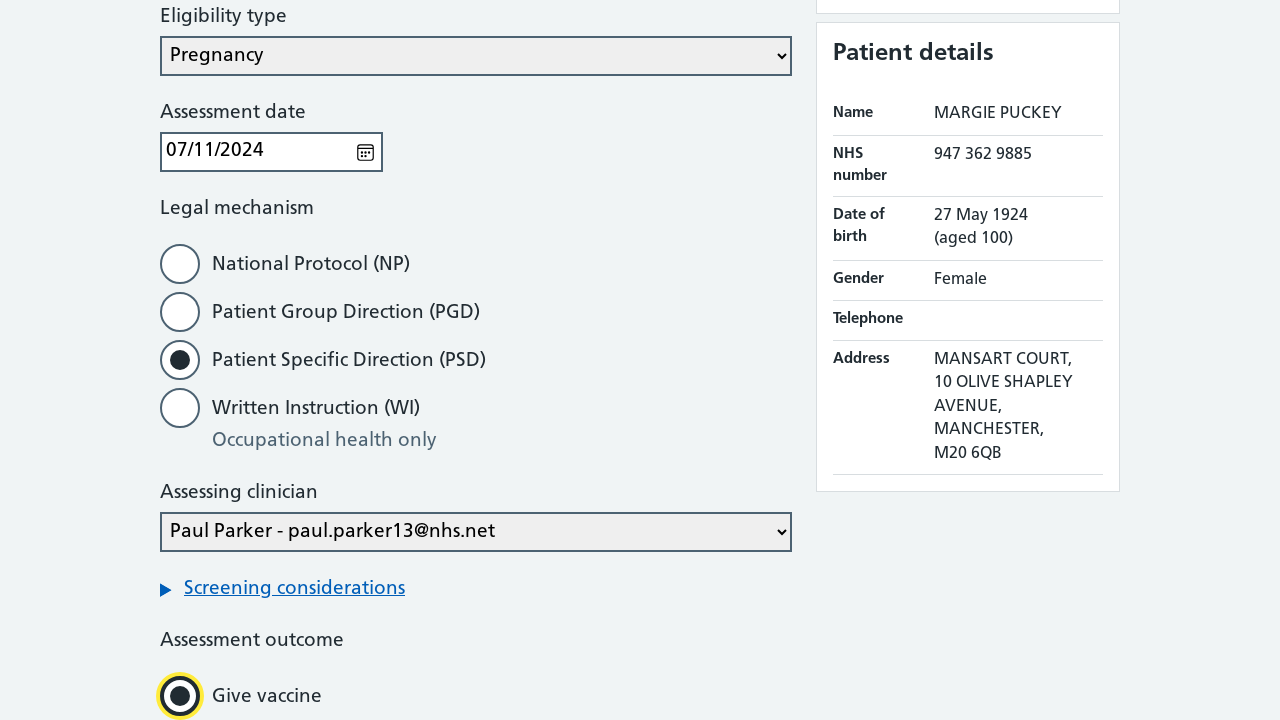 Eligibility type
Pregnancy
Assessment date
07/11/2024
Legal mechanism
National Protocol (NP)
Patient Group Direction (PGD)
Patient Specific Direction (PSD)
Written Instruction (WI)
Occupational health only
Assessing clinician
Paul Parker - paul.parker13@nhs.net
Screening considerations
Assessment outcome
Give vaccine
Patient details
Name MARGIE PUCKEY
NHS number 947 362 9885
Date of birth 27 May 1924
(aged 100)
Gender Female
Telephone
Address MANSART COURT,
10 OLIVE SHAPLEY
AVENUE,
MANCHESTER,
M20 6QB